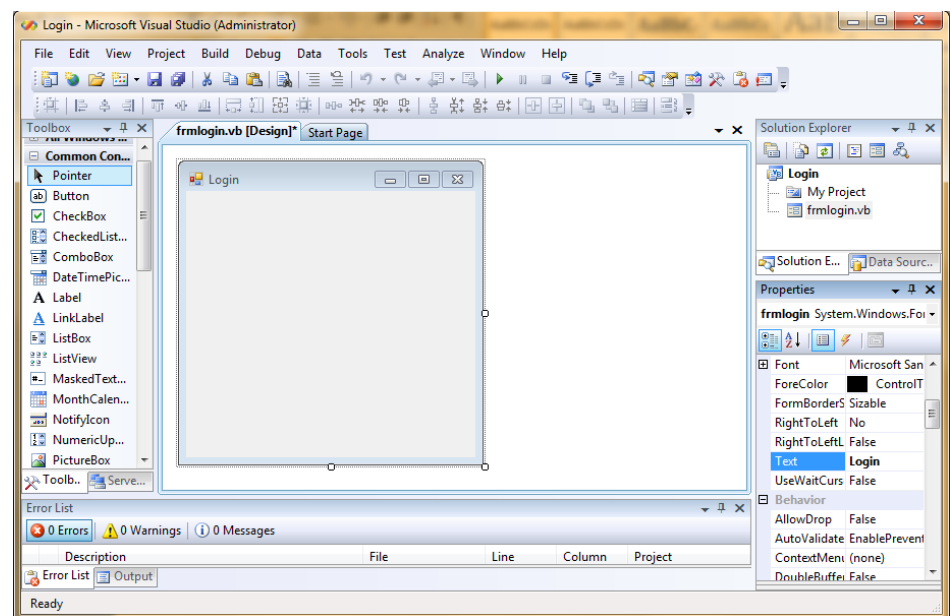 Login - Microsoft Visual Studio (Administrator)
File Edit View Project Build Debug Data Tools Test Analyze Window Help
Toolbox
frmlogin.vb [Design]* Start Page
All Windows ...
Common Con...
Pointer
Button
CheckBox
CheckedList...
ComboBox
DateTimePic...
A Label
A LinkLabel
ListBox
ListView
MaskedText...
MonthCalen...
NotifyIcon
NumericUp...
PictureBox
Toolb.. Serve...
Login
Solution Explorer
Login
My Project
frmlogin.vb
Solution E... Data Sourc..
Properties
frmlogin System.Windows.For
Font Microsoft San
ForeColor ControlT
FormBorderS Sizable
RightToLeft No
RightToLeftL False
Text Login
UseWaitCurs False
Behavior
AllowDrop False
AutoValidate EnablePrevent
ContextMenu (none)
DoubleBuffer False
Error List
0 Errors 0 Warnings 0 Messages
Description File Line Column Project
Error List Output
Ready